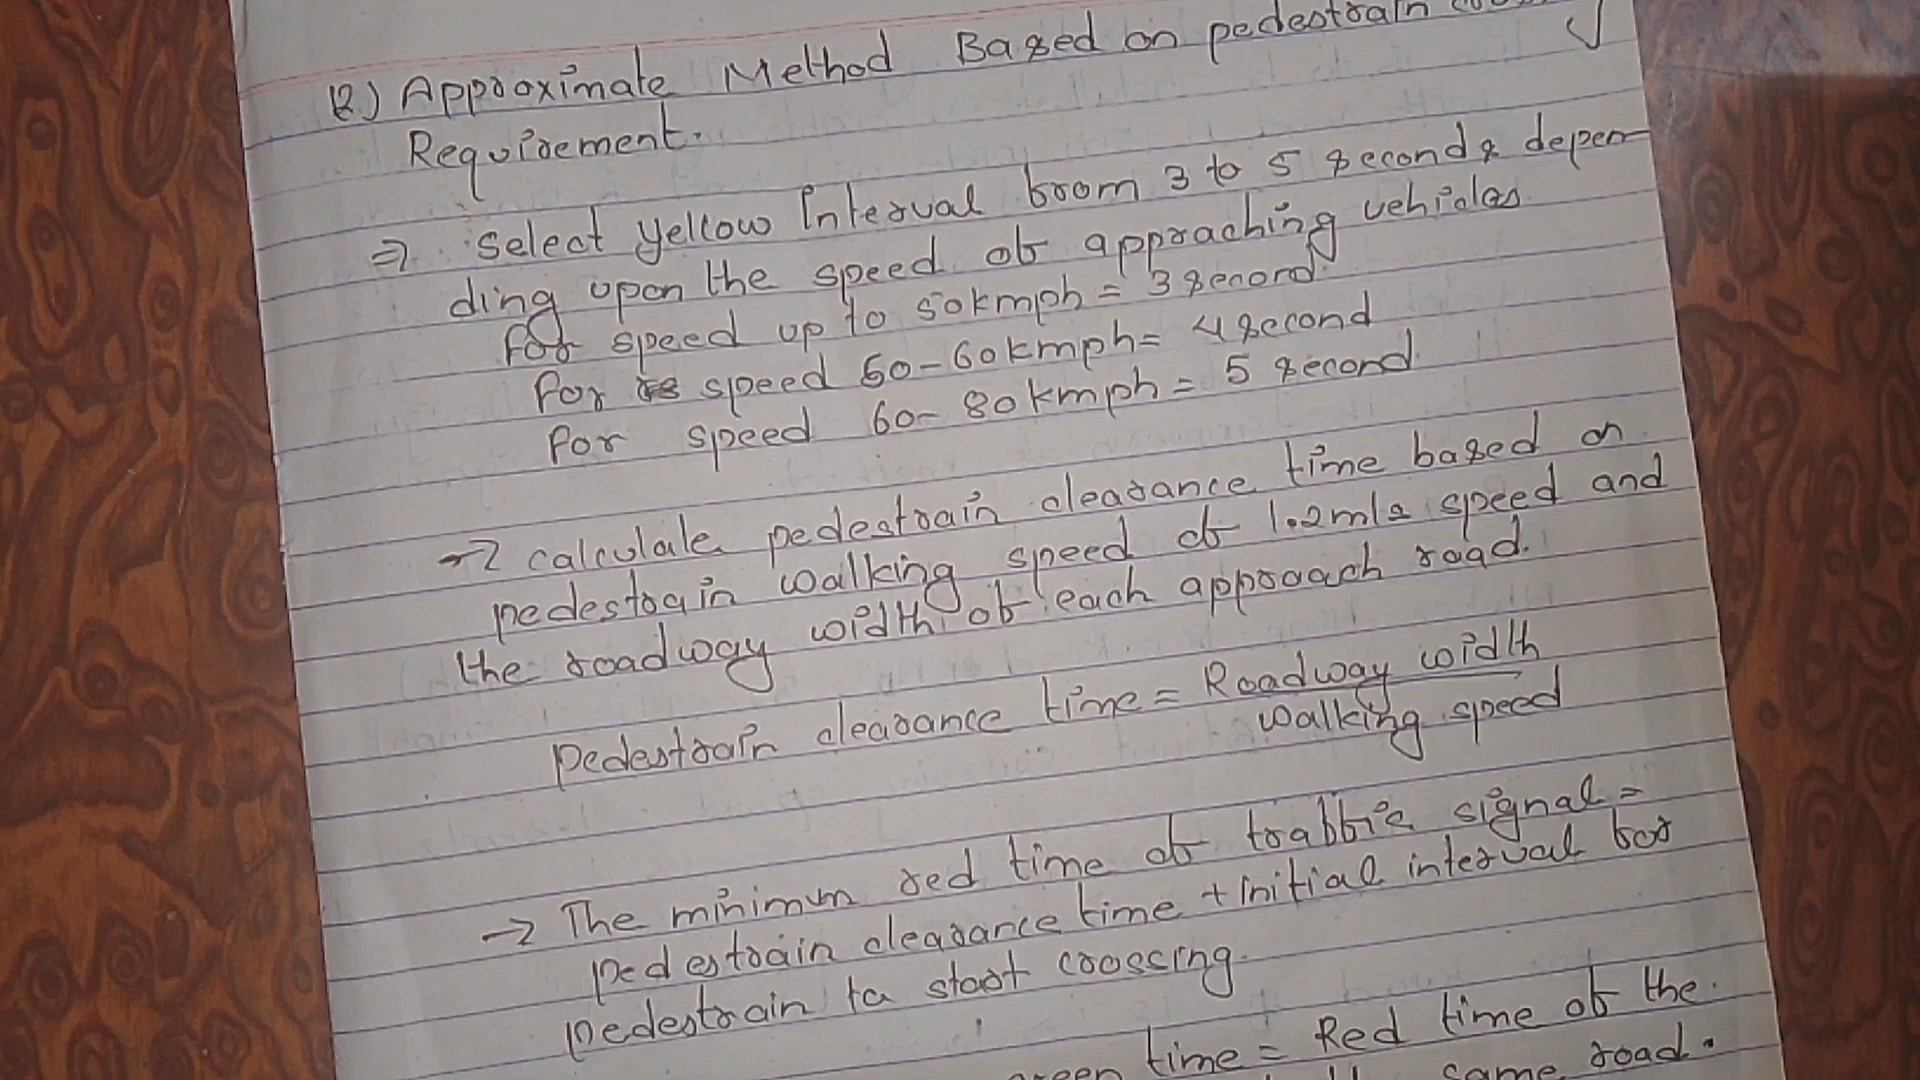 2) Approximate Method Based on pedestrain
Requirement.
⇒ Select yellow Interval from 3 to 5 seconds depen-
ding upon the speed of appraching vehicles
for speed up to 50kmph = 3 second.
for speed 50-60kmph= 4 second
for speed 60- 80kmph = 5 second.
→ calculate pedestrain clearance time based on
pedestrain walking speed of 1.2m/s speed and
the roadway width of each approach road.
Pedestrain clearance time = Roadway width
walking speed
→ The minimum red time of traffic signal =
pedestrain clearance time + initial interval for
pedestrain to start crossing.
green time = Red time of the
same road.